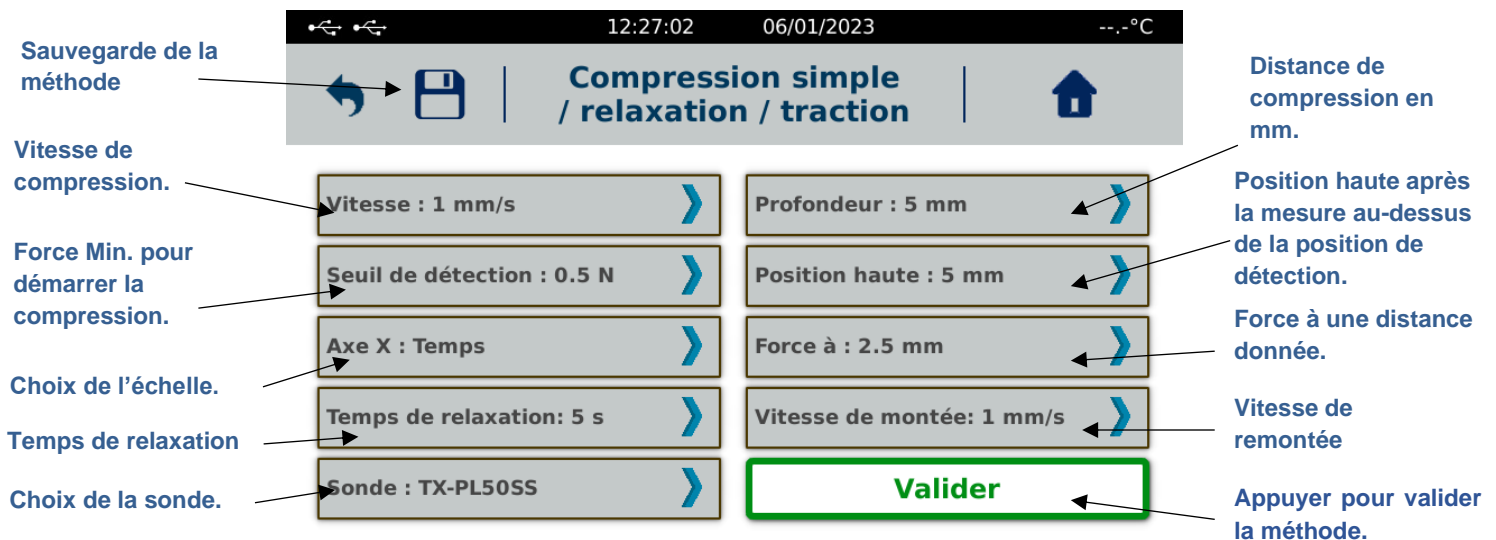 12:27:02 06/01/2023 --.-°C
Sauvegarde de la
méthode
Compression simple
/ relaxation / traction
Distance de
compression en
mm.
Vitesse de
compression.
Vitesse : 1 mm/s
Profondeur : 5 mm
Position haute après
la mesure au-dessus
de la position de
détection.
Force Min. pour
démarrer la
compression.
Seuil de détection : 0.5 N
Position haute : 5 mm
Force à une distance
donnée.
Axe X : Temps
Force à : 2.5 mm
Choix de l’échelle.
Temps de relaxation: 5 s
Vitesse de montée: 1 mm/s
Vitesse de
remontée
Temps de relaxation
Sonde : TX-PL50SS
Valider
Choix de la sonde.
Appuyer pour valider
la méthode.